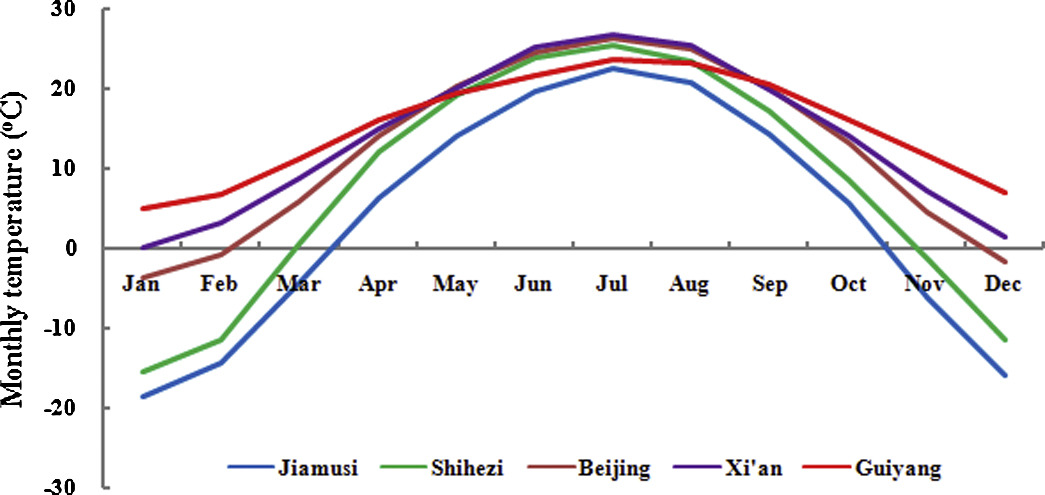 30
20
10
0
-10
-20
-30
Monthly temperature (°C)
Jan Feb Mar Apr May Jun Jul Aug Sep Oct Nov Dec
Jiamusi Shihezi Beijing Xi'an Guiyang